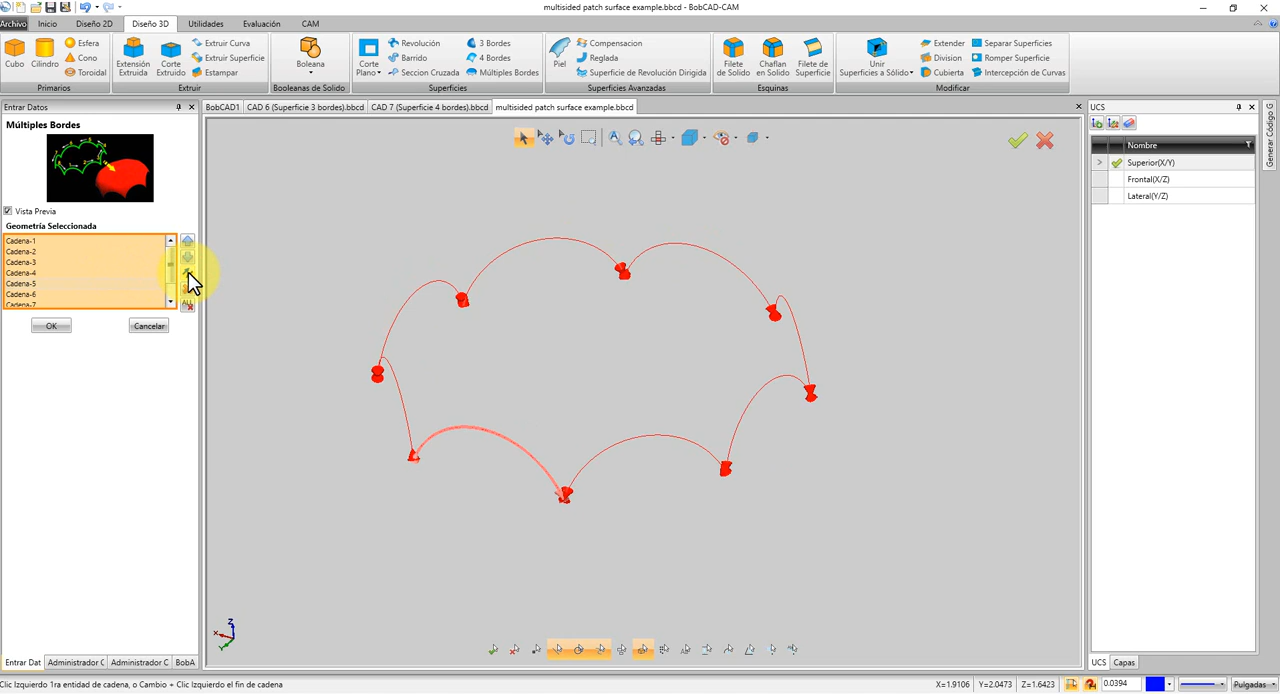 multisided patch surface example.bbcd - BobCAD-CAM
Archivo Inicio Diseño 2D Diseño 3D Utilidades Evaluación CAM
Cubo
Cilindro
Esfera
Cono
Toroidal
Primarios
Extensión Extruida
Corte Extruido
Extruir Curva
Extruir Superficie
Estampar
Extruir
Boleana
Booleanas de Solido
Corte Plano
Revolución
Barrido
Seccion Cruzada
3 Bordes
4 Bordes
Múltiples Bordes
Superficies
Piel
Compensacion
Reglada
Superficie de Revolución Dirigida
Superficies Avanzadas
Filete de Solido
Chaflan en Solido
Filete de Superficie
Esquinas
Unir Superficies a Sólido
Extender
Division
Cubierta
Separar Superficies
Romper Superficie
Intercepción de Curvas
Modificar
Entrar Datos
BobCAD1 CAD 6 (Superficie 3 bordes).bbcd CAD 7 (Superficie 4 bordes).bbcd multisided patch surface example.bbcd
UCS
Múltiples Bordes
Vista Previa
Geometría Seleccionada
Cadena-1
Cadena-2
Cadena-3
Cadena-4
Cadena-5
Cadena-6
Cadena-7
ALL
OK Cancelar
Nombre
Superior(X/Y)
Frontal(X/Z)
Lateral(Y/Z)
Generar Código G
Z
X
Y
Entrar Dat Administrador C Administrador C BobA
UCS Capas
Clic Izquierdo 1ra entidad de cadena, o Cambio + Clic Izquierdo el fin de cadena
X=1.9106 Y=2.0473 Z=1.6423 0.0394 Pulgadas